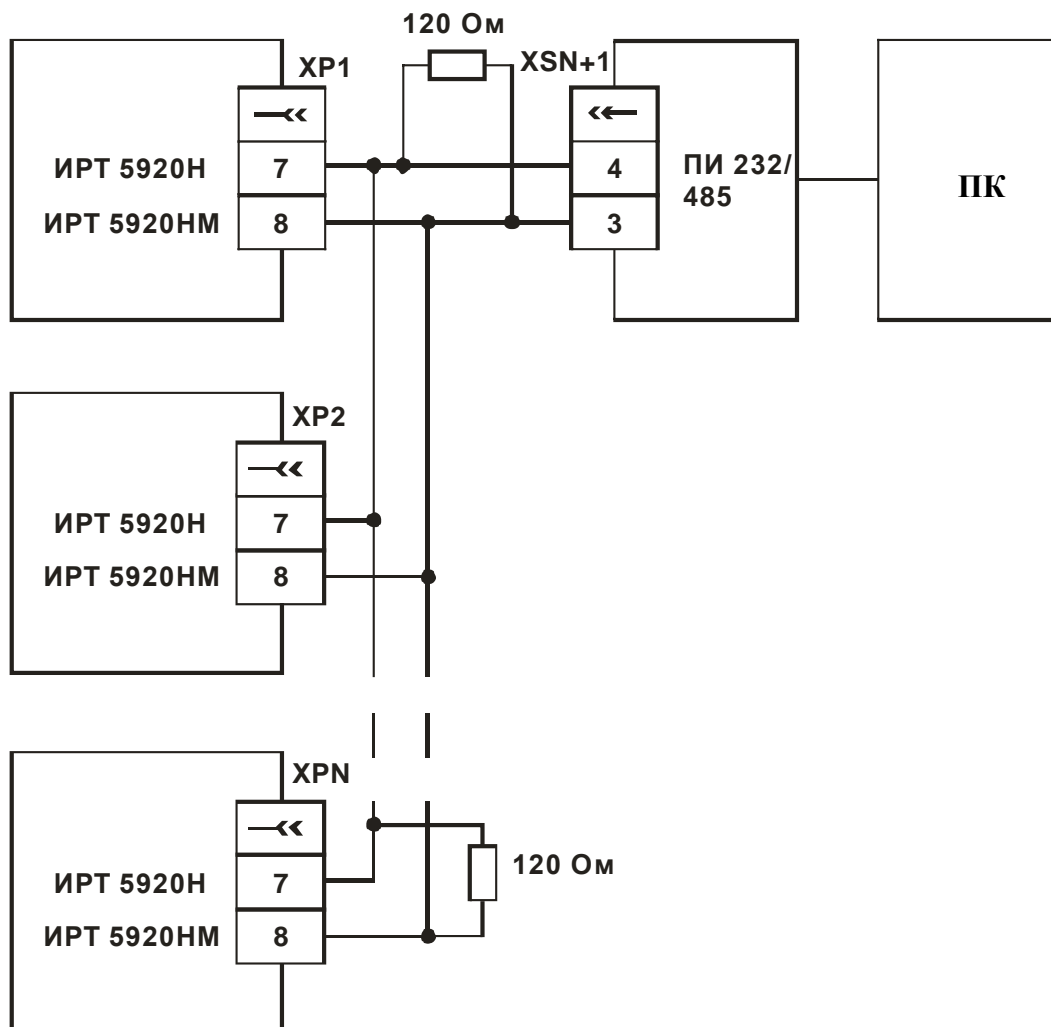 120 Ом
XP1
XSN+1
ИРТ 5920Н
7
4
ПИ 232/
485
ПК
ИРТ 5920НМ
8
3
XP2
ИРТ 5920Н
7
ИРТ 5920НМ
8
XPN
ИРТ 5920Н
7
120 Ом
ИРТ 5920НМ
8